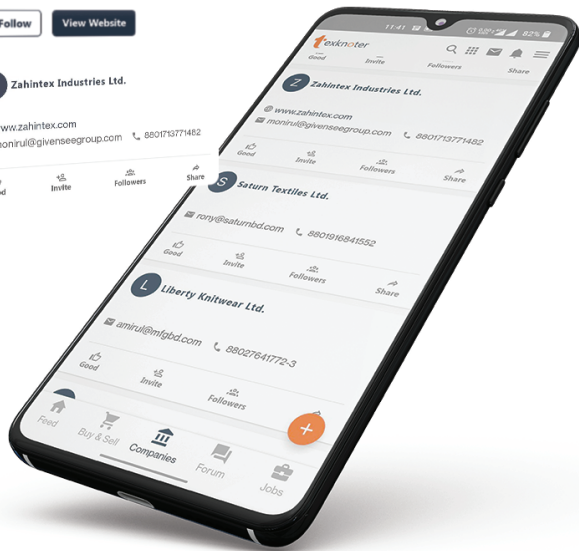 Follow
View Website
Zahintex Industries Ltd.
www.zahintex.com
monirul@givenseegroup.com 8801713771482
Invite
Followers
Share
11:41 82%
texknoter
Good Invite Followers Share
Z Zahintex Industries Ltd.
www.zahintex.com
monirul@givenseegroup.com 8801713771482
Good Invite Followers Share
S Saturn Textiles Ltd.
rony@saturnbd.com 8801916841552
Good Invite Followers Share
L Liberty Knitwear Ltd.
amirul@mfgbd.com 88027641772-3
Good Invite Followers
+
Feed Buy & Sell Companies Forum Jobs